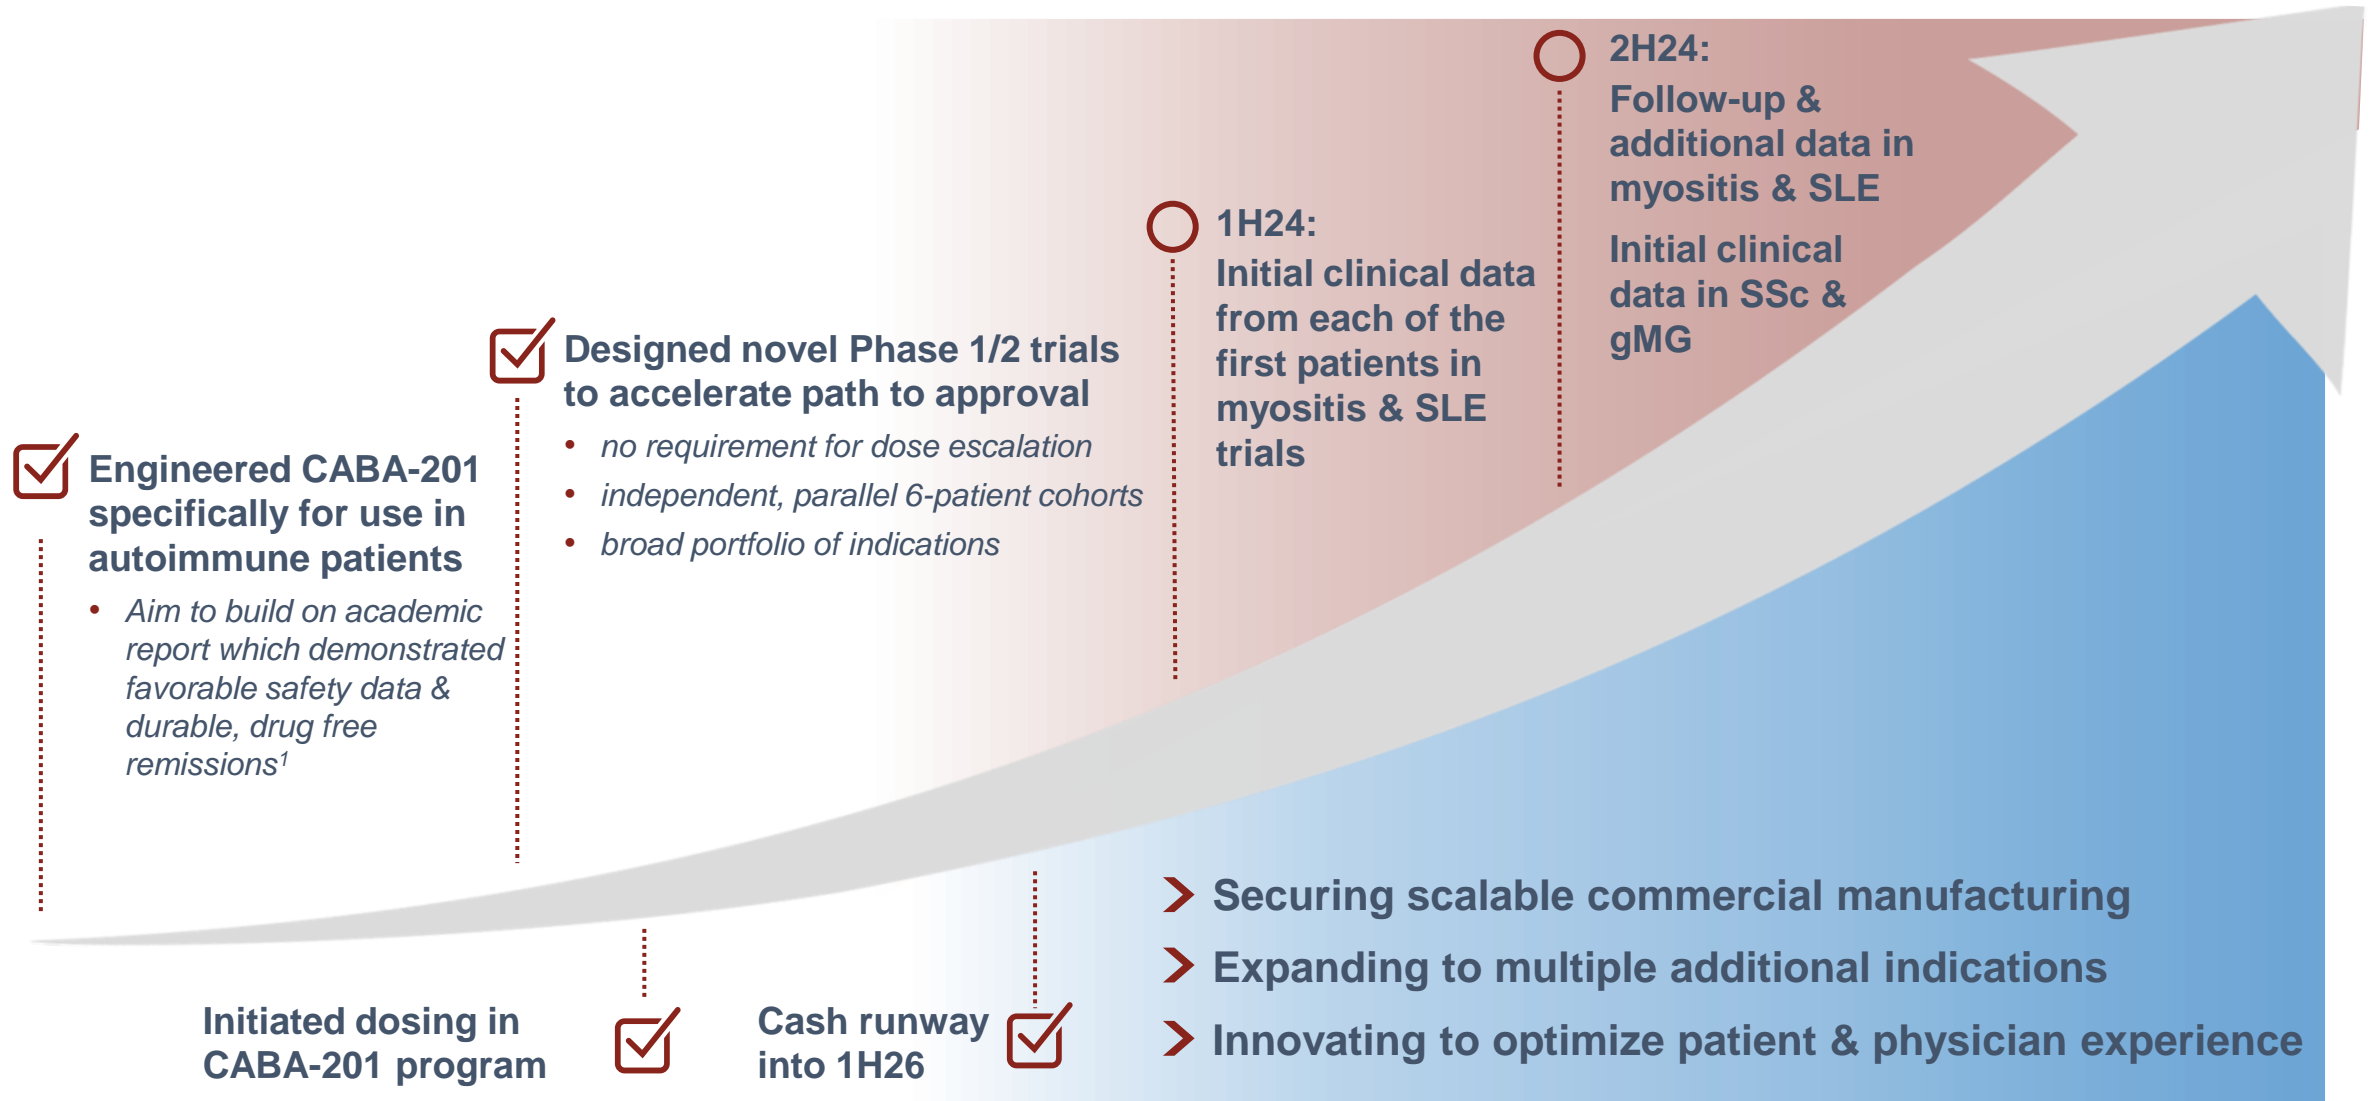 Engineered CABA-201
specifically for use in
autoimmune patients
• Aim to build on academic
report which demonstrated
favorable safety data &
durable, drug free
remissions¹
Designed novel Phase 1/2 trials
to accelerate path to approval
• no requirement for dose escalation
• independent, parallel 6-patient cohorts
• broad portfolio of indications
1H24:
Initial clinical data
from each of the
first patients in
myositis & SLE
trials
2H24:
Follow-up &
additional data in
myositis & SLE
Initial clinical
data in SSc &
gMG
Initiated dosing in
CABA-201 program
Cash runway
into 1H26
Securing scalable commercial manufacturing
Expanding to multiple additional indications
Innovating to optimize patient & physician experience